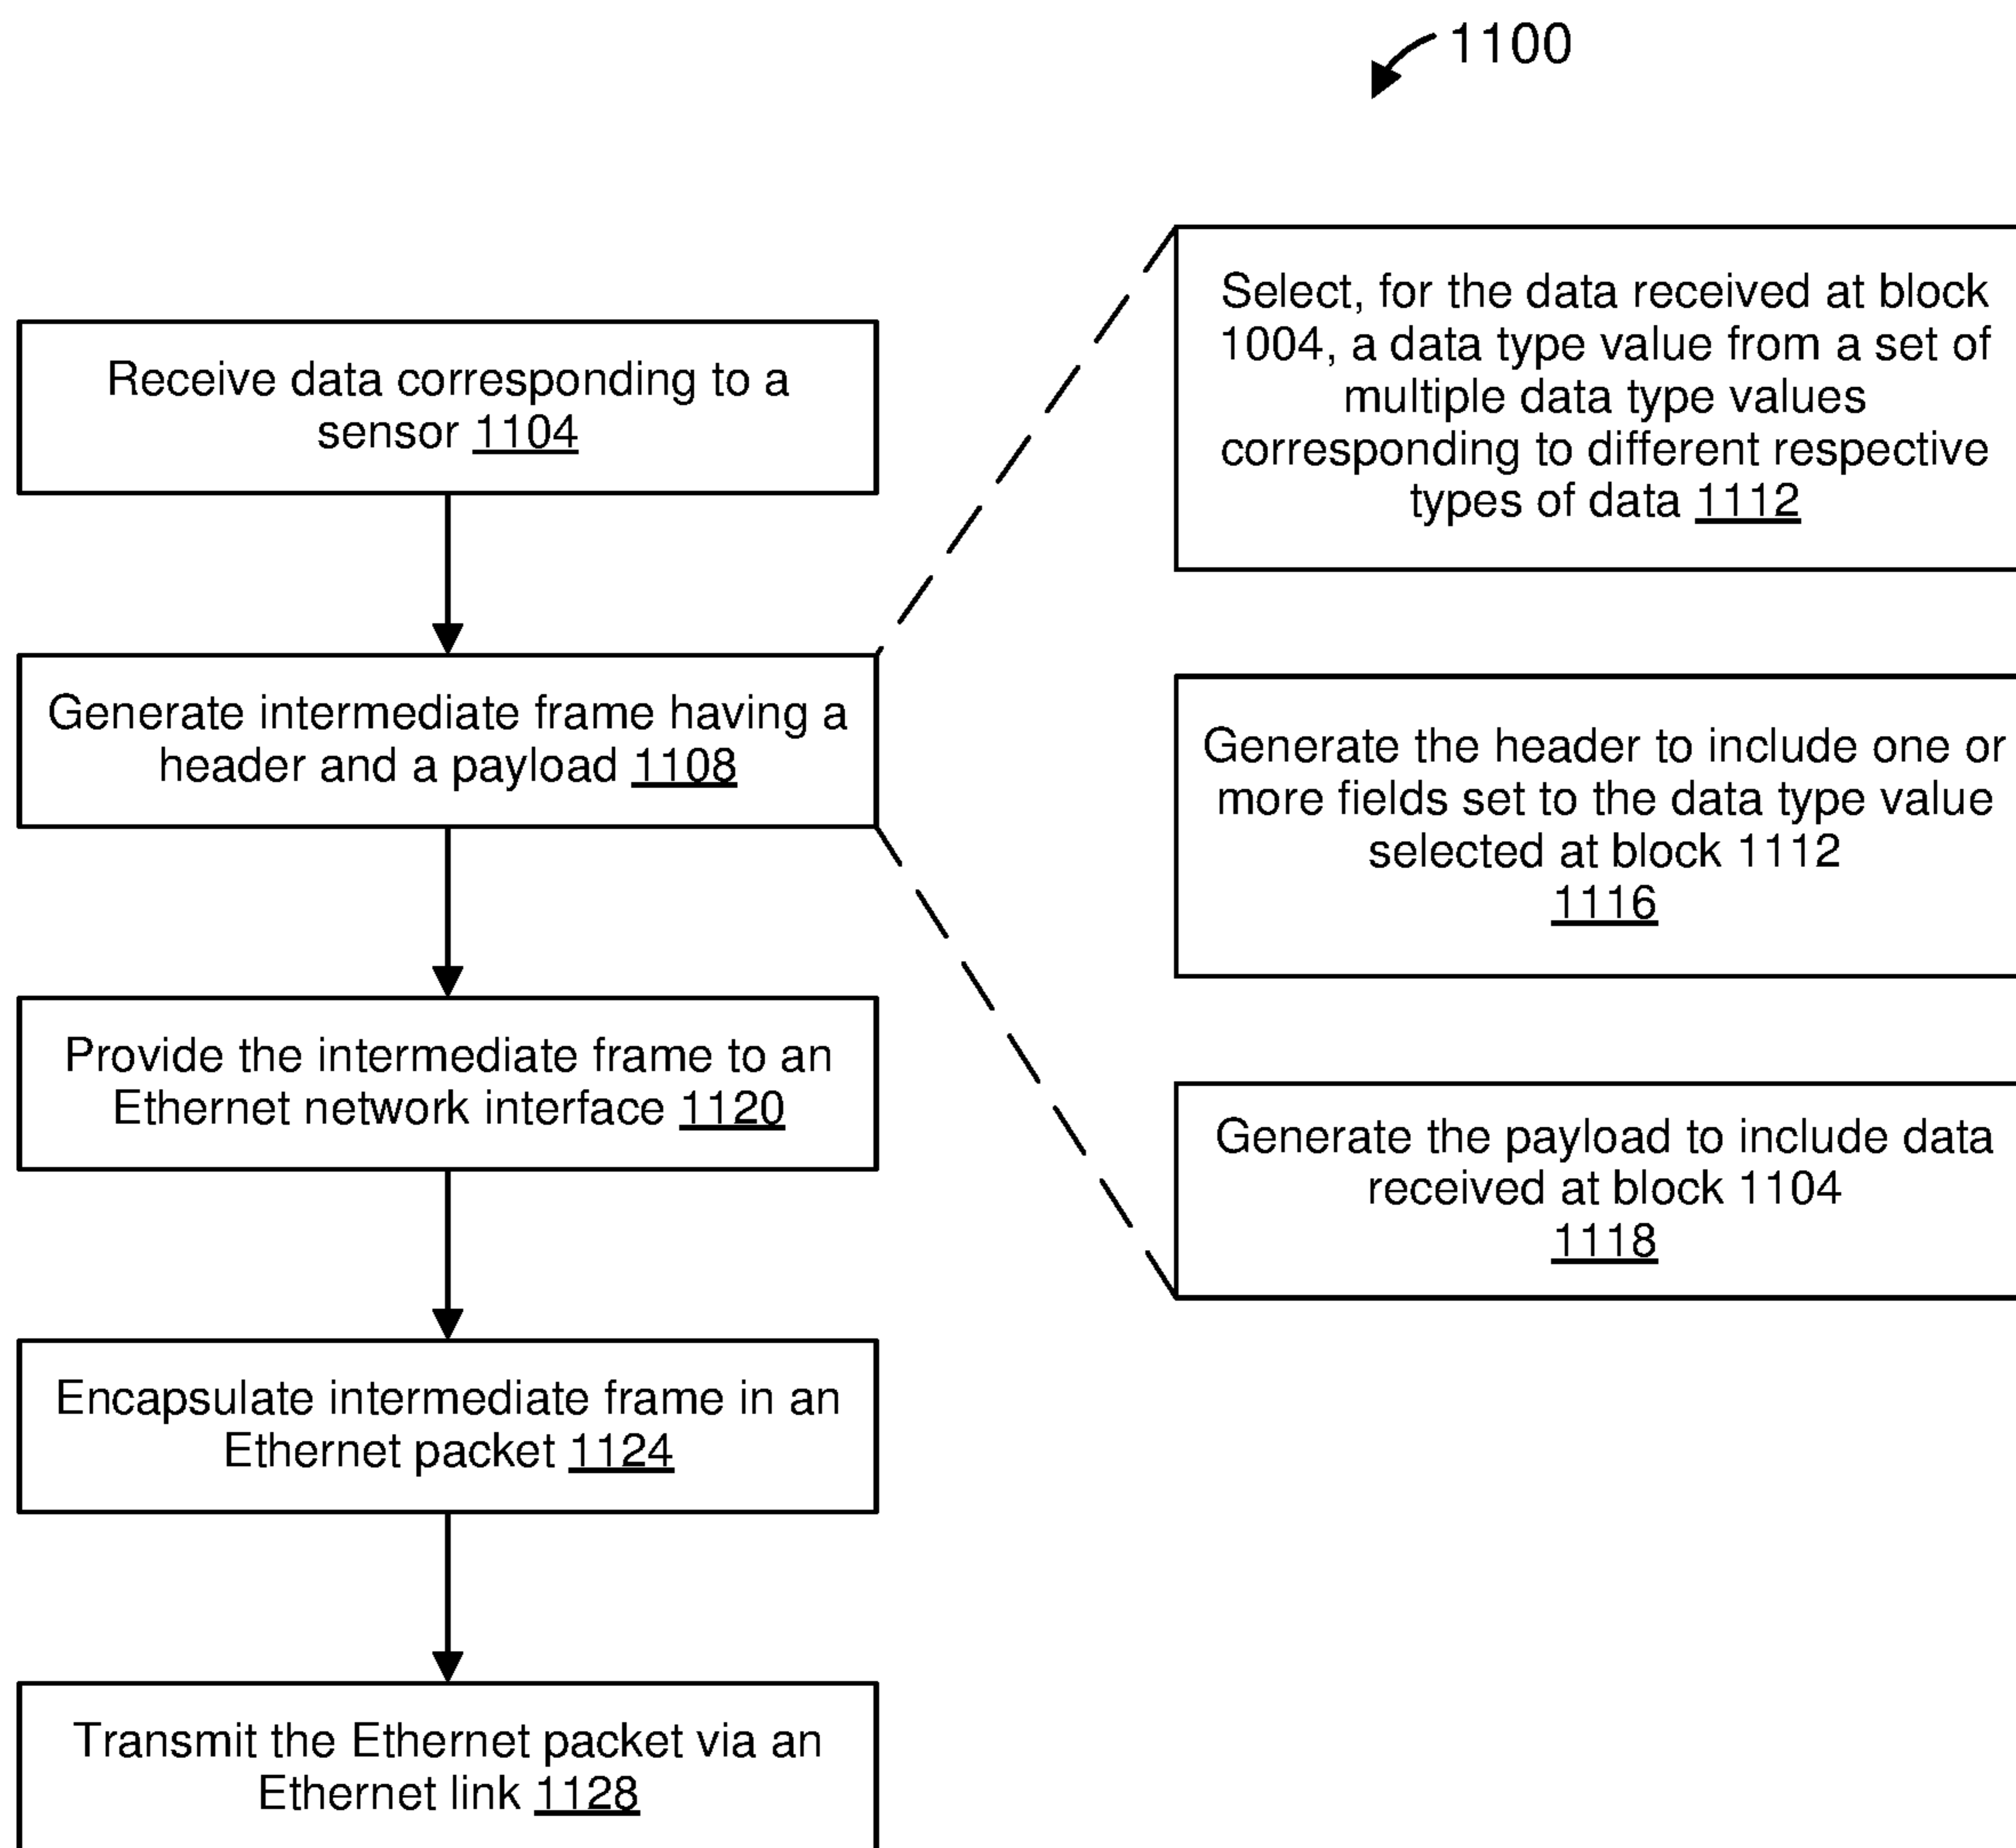 1100
Receive data corresponding to a
sensor 1104
Generate intermediate frame having a
header and a payload 1108
Provide the intermediate frame to an
Ethernet network interface 1120
Encapsulate intermediate frame in an
Ethernet packet 1124
Transmit the Ethernet packet via an
Ethernet link 1128
Select, for the data received at block
1004, a data type value from a set of
multiple data type values
corresponding to different respective
types of data 1112
Generate the header to include one or
more fields set to the data type value
selected at block 1112
1116
Generate the payload to include data
received at block 1104
1118